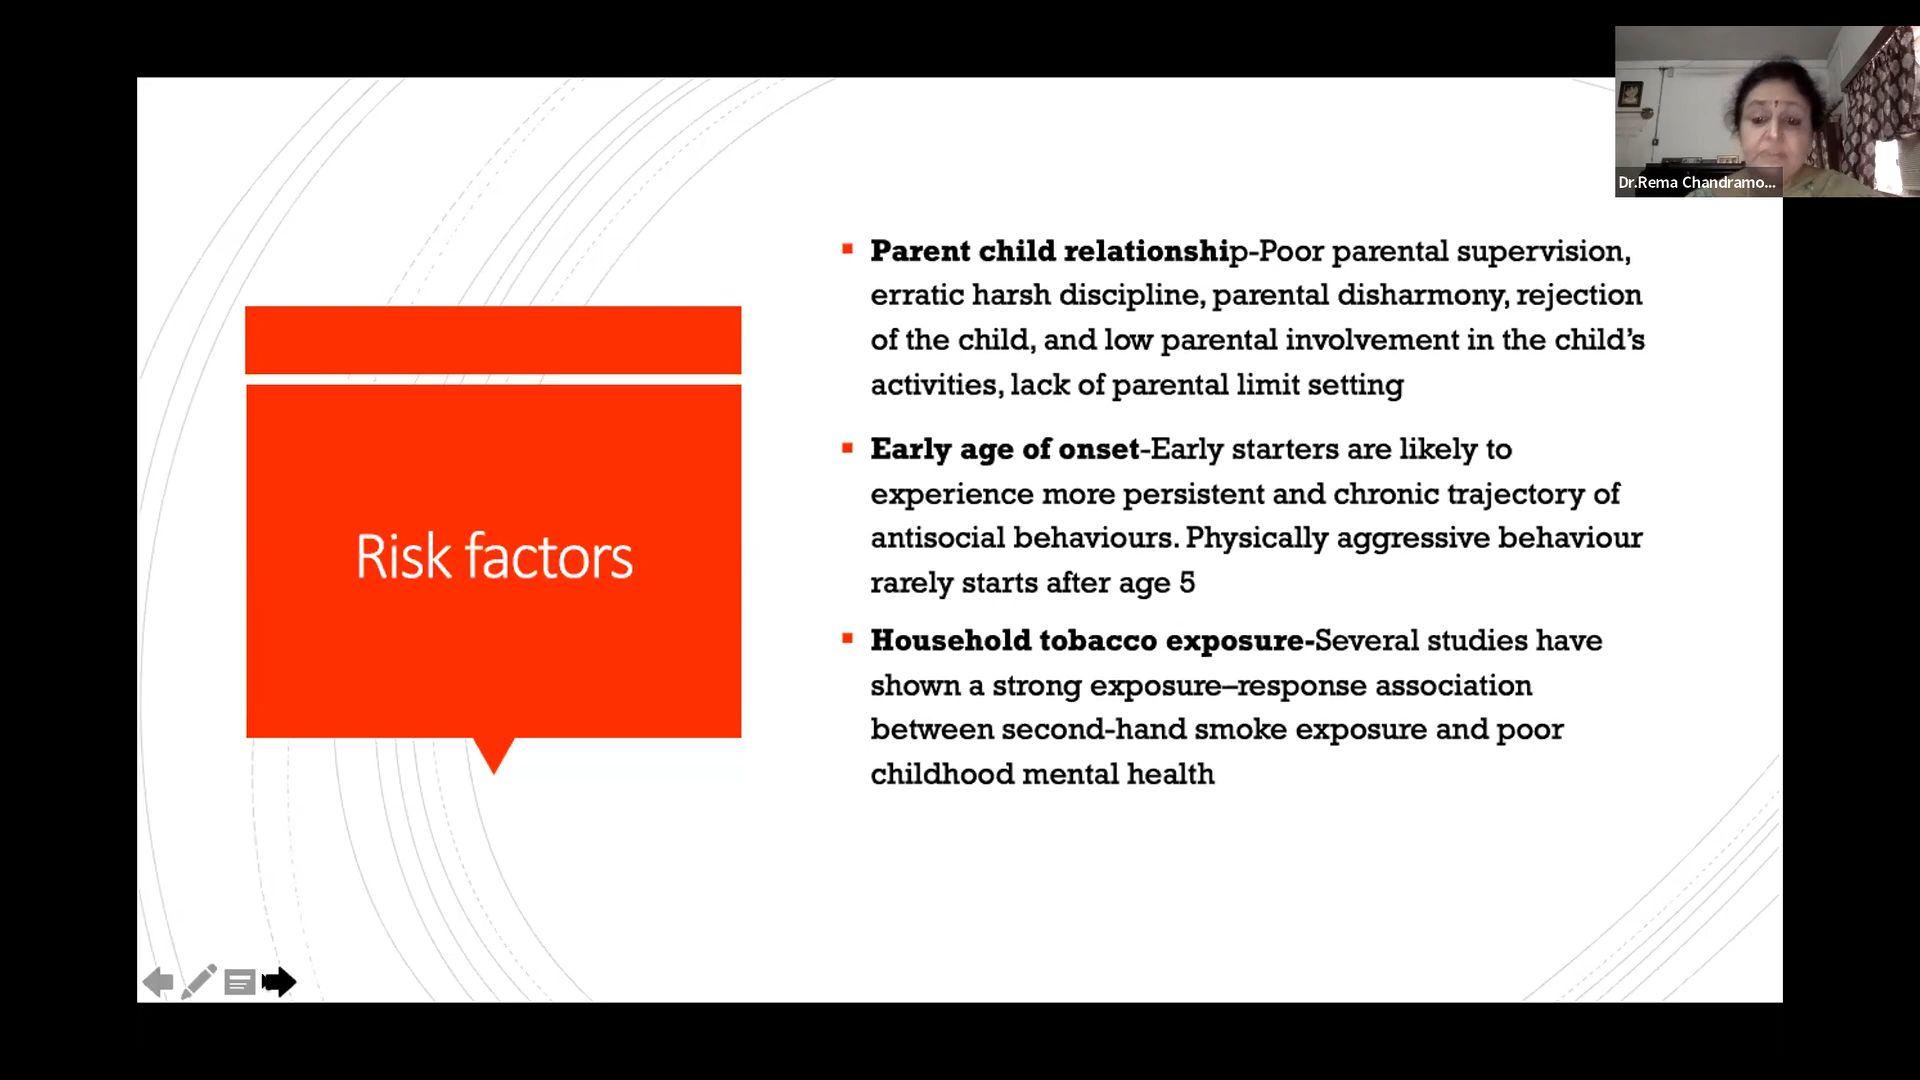 Dr.Rema Chandramo...
Risk factors
Parent child relationship-Poor parental supervision,
erratic harsh discipline, parental disharmony, rejection
of the child, and low parental involvement in the child’s
activities, lack of parental limit setting
Early age of onset-Early starters are likely to
experience more persistent and chronic trajectory of
antisocial behaviours. Physically aggressive behaviour
rarely starts after age 5
Household tobacco exposure-Several studies have
shown a strong exposure–response association
between second-hand smoke exposure and poor
childhood mental health